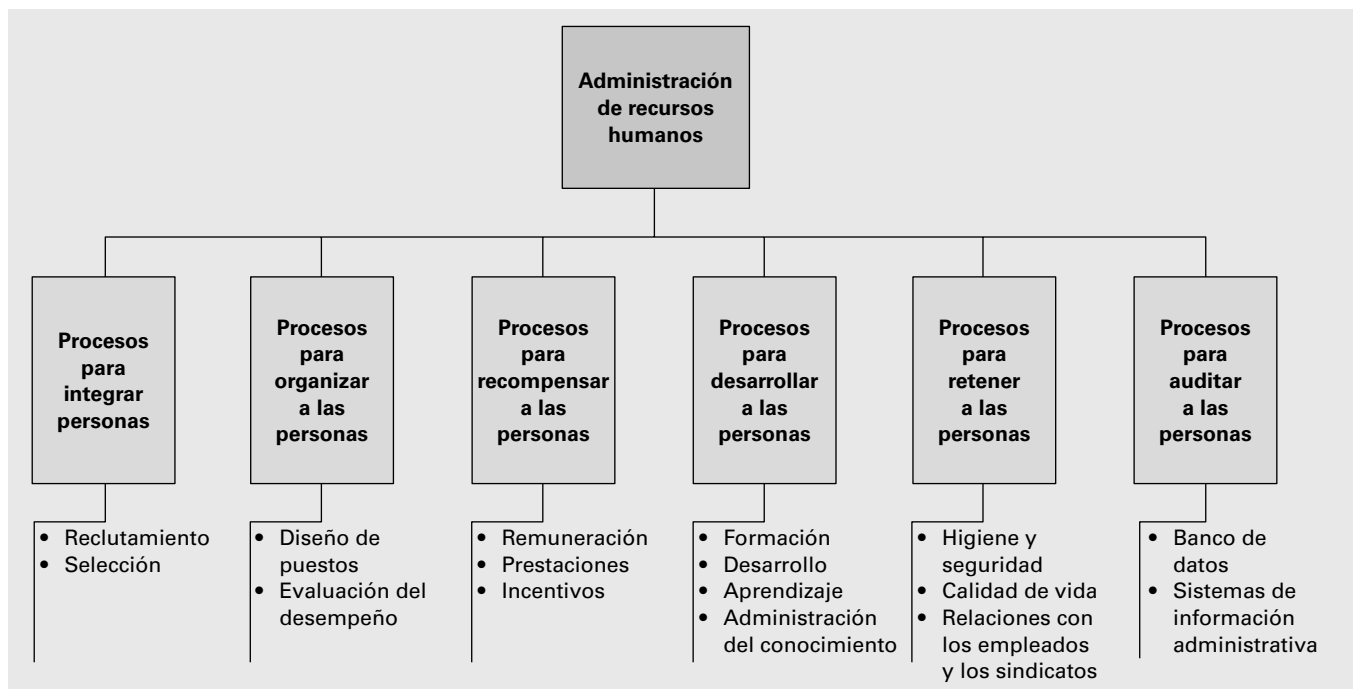 Administración
de recursos
humanos
Procesos
para
integrar
personas
Procesos
para
organizar
a las
personas
Procesos
para
recompensar
a las
personas
Procesos
para
desarrollar
a las
personas
Procesos
para
retener
a las
personas
Procesos
para
auditar
a las
personas
• Reclutamiento
• Selección
• Diseño de
puestos
• Evaluación del
desempeño
• Remuneración
• Prestaciones
• Incentivos
• Formación
• Desarrollo
• Aprendizaje
• Administración
del conocimiento
• Higiene y
seguridad
• Calidad de vida
• Relaciones con
los empleados
y los sindicatos
• Banco de
datos
• Sistemas de
información
administrativa